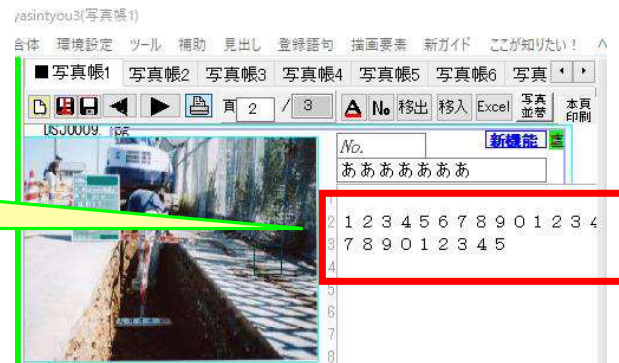 yasintyou3(写真帳1)
合体 環境設定 ツール 補助 見出し 登録語句 描画要素 新ガイド ここが知りたい！ ヘ
■写真帳1 写真帳2 写真帳3 写真帳4 写真帳5 写真帳6 写真
頁 2 / 3 A No 移出 移入 Excel 写真並替 本頁印刷
DSJ0009.jpg
No. 新機能
あああああああ
1
2 1 2 3 4 5 6 7 8 9 0 1 2 3 4
3 7 8 9 0 1 2 3 4 5
4
5
6
7
8